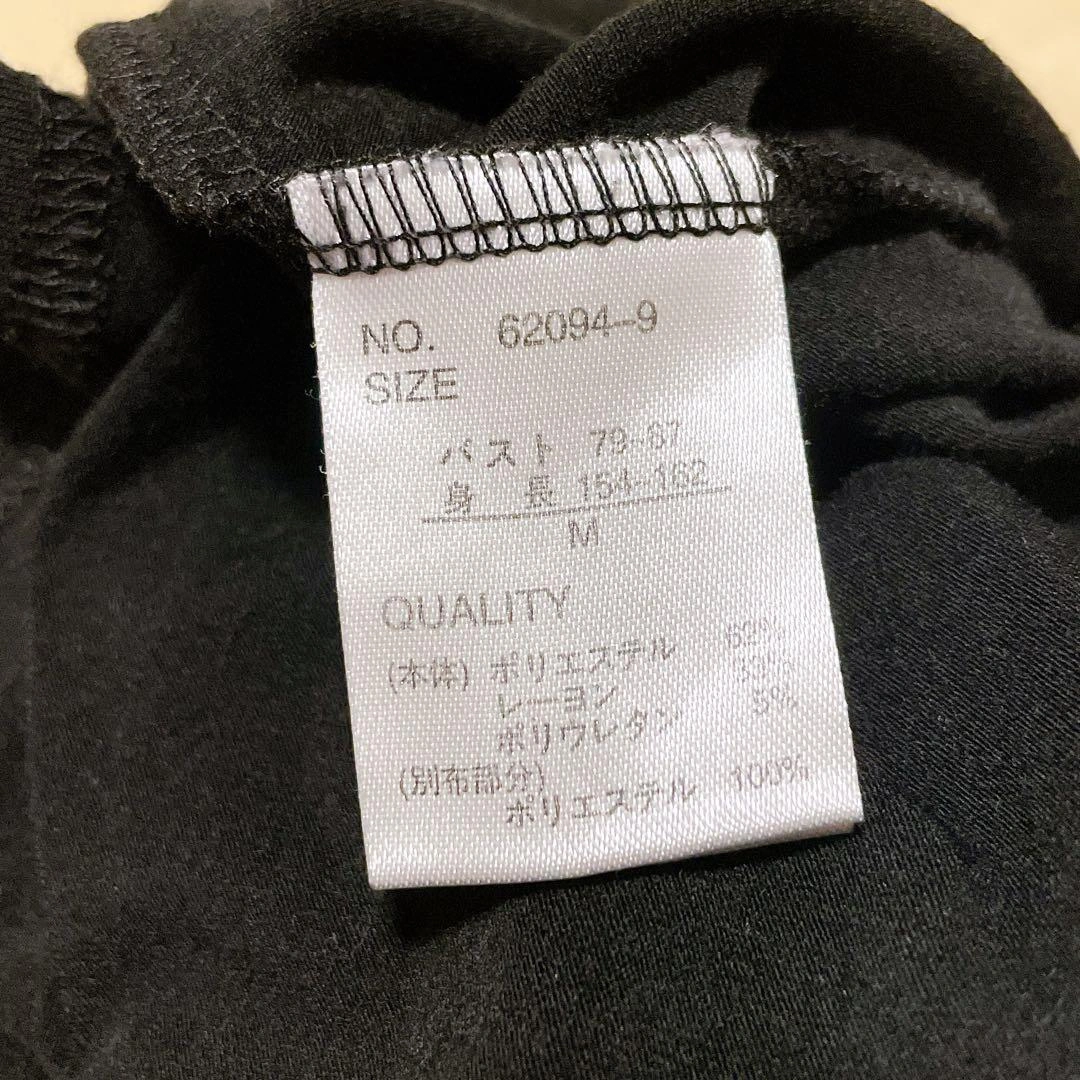 NO. 62094-9
SIZE
バスト 79~87
身 長 154~162
M
QUALITY
(本体) ポリエステル 62%
レーヨン 33%
ポリウレタン 5%
(別布部分)
ポリエステル 100%